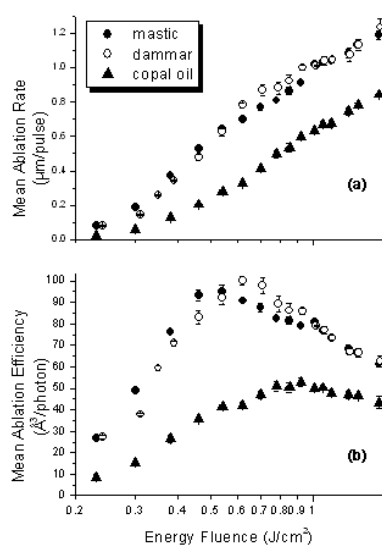 mastic
dammar
copal oil
1.2
1.0
0.8
0.6
0.4
0.2
0.0
Mean Ablation Rate
(μm/pulse)
(a)
100
90
80
70
60
50
40
30
20
10
0
Mean Ablation Efficiency
(Å³/photon)
(b)
0.2 0.3 0.4 0.5 0.6 0.7 0.8 0.9 1
Energy Fluence (J/cm²)